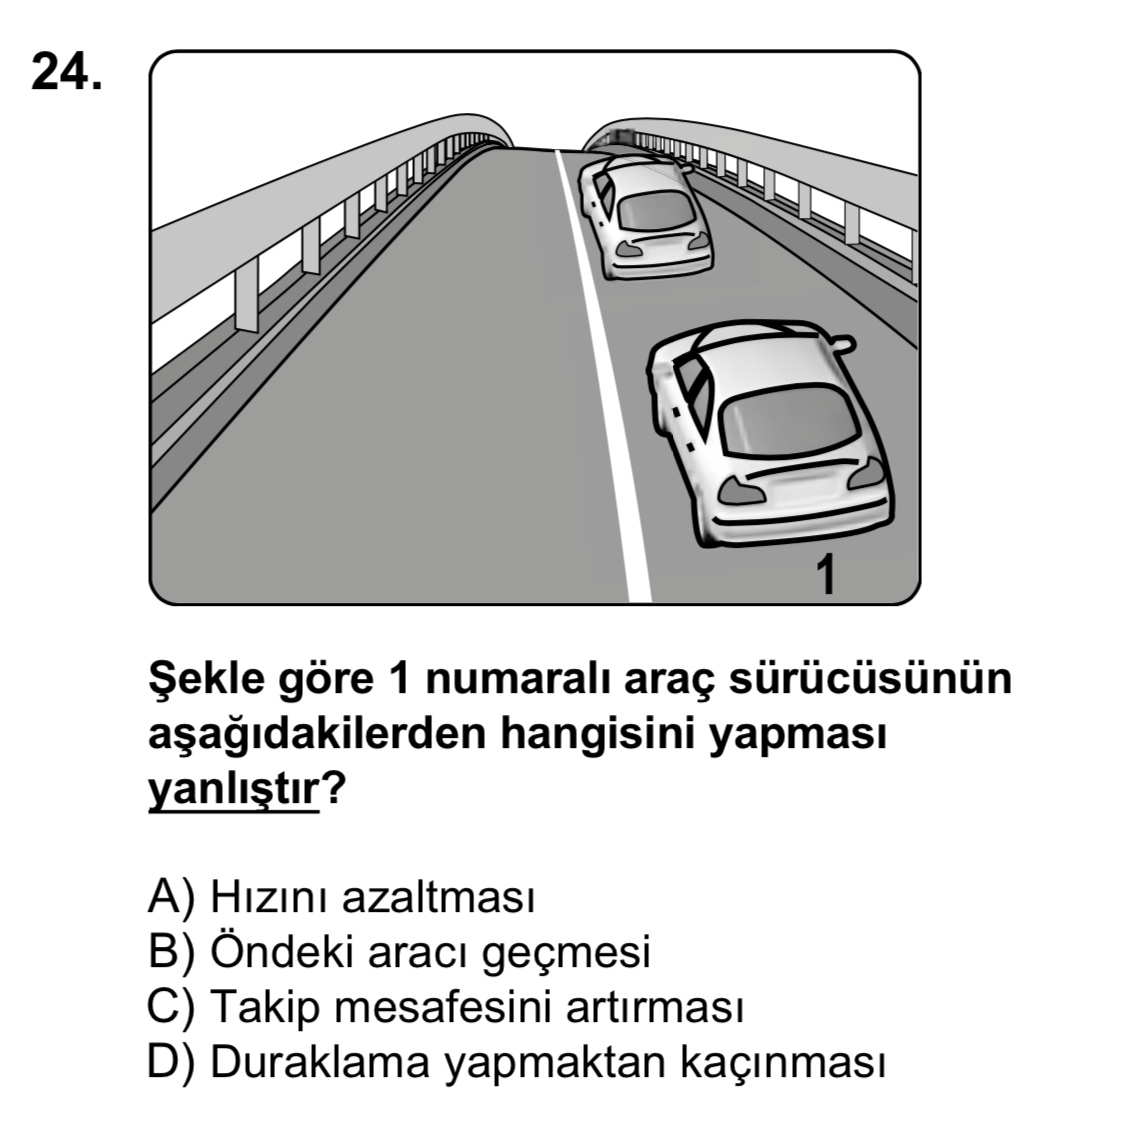 24.
1
Şekle göre 1 numaralı araç sürücüsünün
aşağıdakilerden hangisini yapması
yanlıştır?
A) Hızını azaltması
B) Öndeki aracı geçmesi
C) Takip mesafesini artırması
D) Duraklama yapmaktan kaçınması